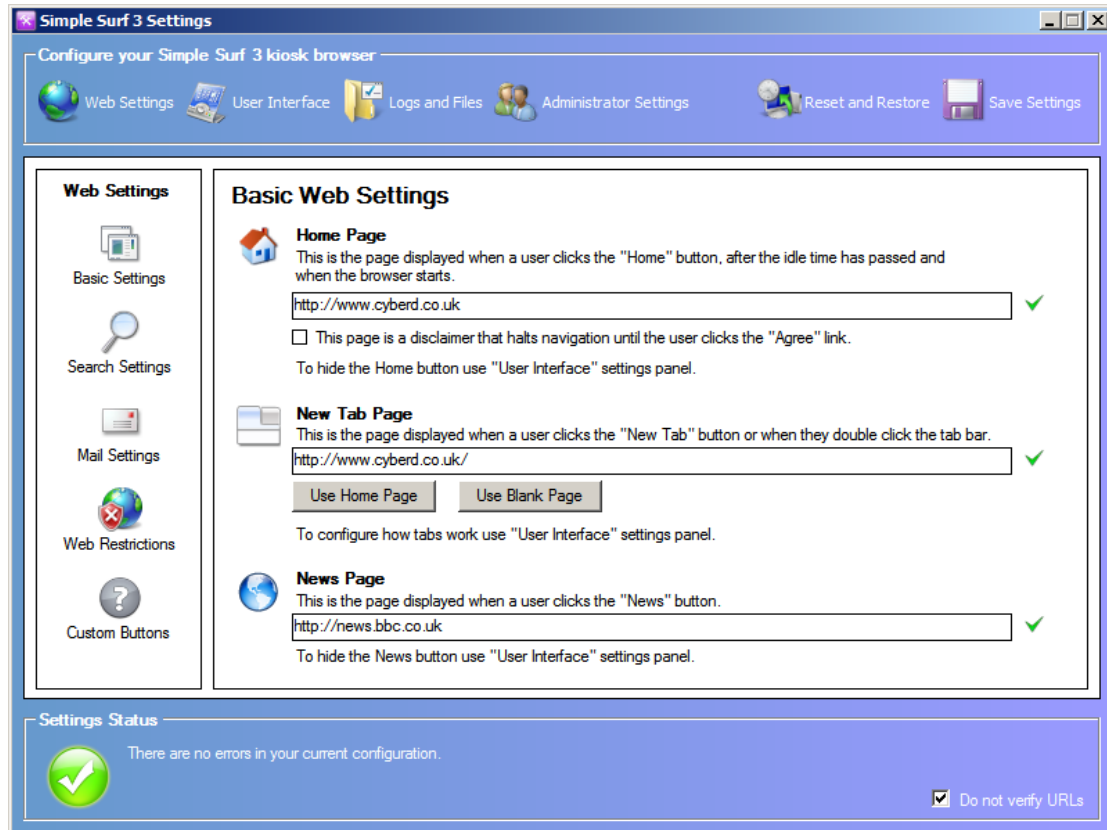 Simple Surf 3 Settings
Configure your Simple Surf 3 kiosk browser
Web Settings
User Interface
Logs and Files
Administrator Settings
Reset and Restore
Save Settings
Web Settings
Basic Settings
Search Settings
Mail Settings
Web Restrictions
Custom Buttons
Basic Web Settings
Home Page
This is the page displayed when a user clicks the "Home" button, after the idle time has passed and
when the browser starts.
http://www.cyberd.co.uk
This page is a disclaimer that halts navigation until the user clicks the "Agree" link.
To hide the Home button use "User Interface" settings panel.
New Tab Page
This is the page displayed when a user clicks the "New Tab" button or when they double click the tab bar.
http://www.cyberd.co.uk/
Use Home Page
Use Blank Page
To configure how tabs work use "User Interface" settings panel.
News Page
This is the page displayed when a user clicks the "News" button.
http://news.bbc.co.uk
To hide the News button use "User Interface" settings panel.
Settings Status
There are no errors in your current configuration.
Do not verify URLs